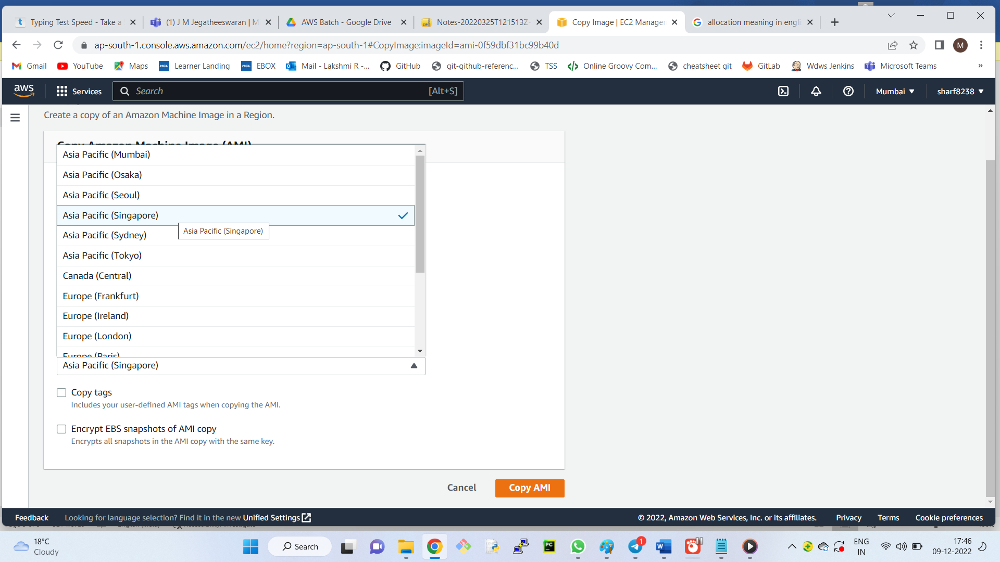 Typing Test Speed - Take a
(1) J M Jegatheeswaran | M
AWS Batch - Google Drive
Notes-20220325T121513Z-
Copy Image | EC2 Manager
allocation meaning in engli
ap-south-1.console.aws.amazon.com/ec2/home?region=ap-south-1#CopyImage:imageId=ami-0f59dbf31bc99b40d
M
Gmail YouTube Maps Learner Landing EBOX Mail - Lakshmi R -... GitHub git-github-referenc... TSS Online Groovy Com... cheatsheet git GitLab Wdws Jenkins Microsoft Teams »
aws Services Search [Alt+S] Mumbai sharf8238
Create a copy of an Amazon Machine Image in a Region.
Copy Amazon Machine Image (AMI)
Asia Pacific (Mumbai)
Asia Pacific (Osaka)
Asia Pacific (Seoul)
Asia Pacific (Singapore)
Asia Pacific (Singapore)
Asia Pacific (Sydney)
Asia Pacific (Tokyo)
Canada (Central)
Europe (Frankfurt)
Europe (Ireland)
Europe (London)
Europe (Paris)
Asia Pacific (Singapore)
Copy tags
Includes your user-defined AMI tags when copying the AMI.
Encrypt EBS snapshots of AMI copy
Encrypts all snapshots in the AMI copy with the same key.
Cancel Copy AMI
Feedback Looking for language selection? Find it in the new Unified Settings © 2022, Amazon Web Services, Inc. or its affiliates. Privacy Terms Cookie preferences
18°C
Cloudy
Search
1
ENG
IN
17:46
09-12-2022